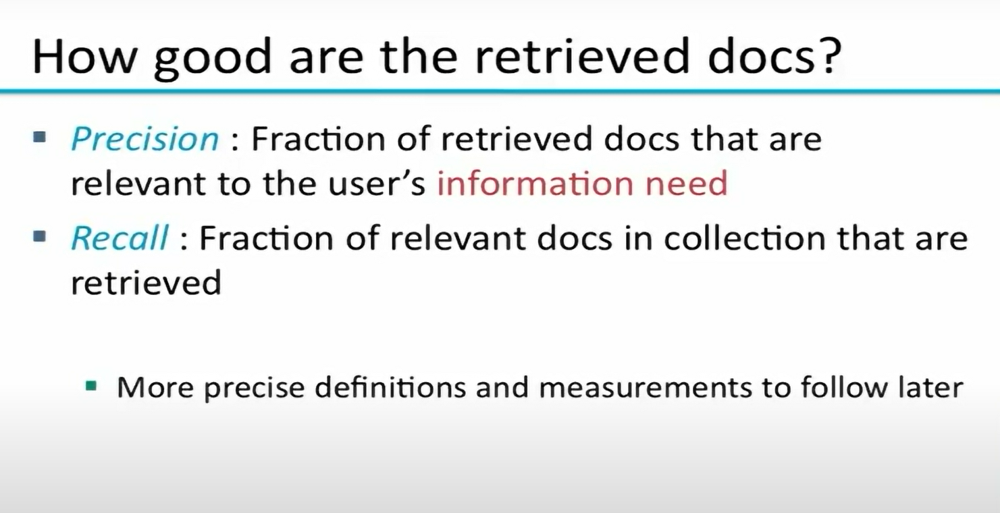 How good are the retrieved docs?
Precision : Fraction of retrieved docs that are
relevant to the user’s information need
Recall : Fraction of relevant docs in collection that are
retrieved
More precise definitions and measurements to follow later